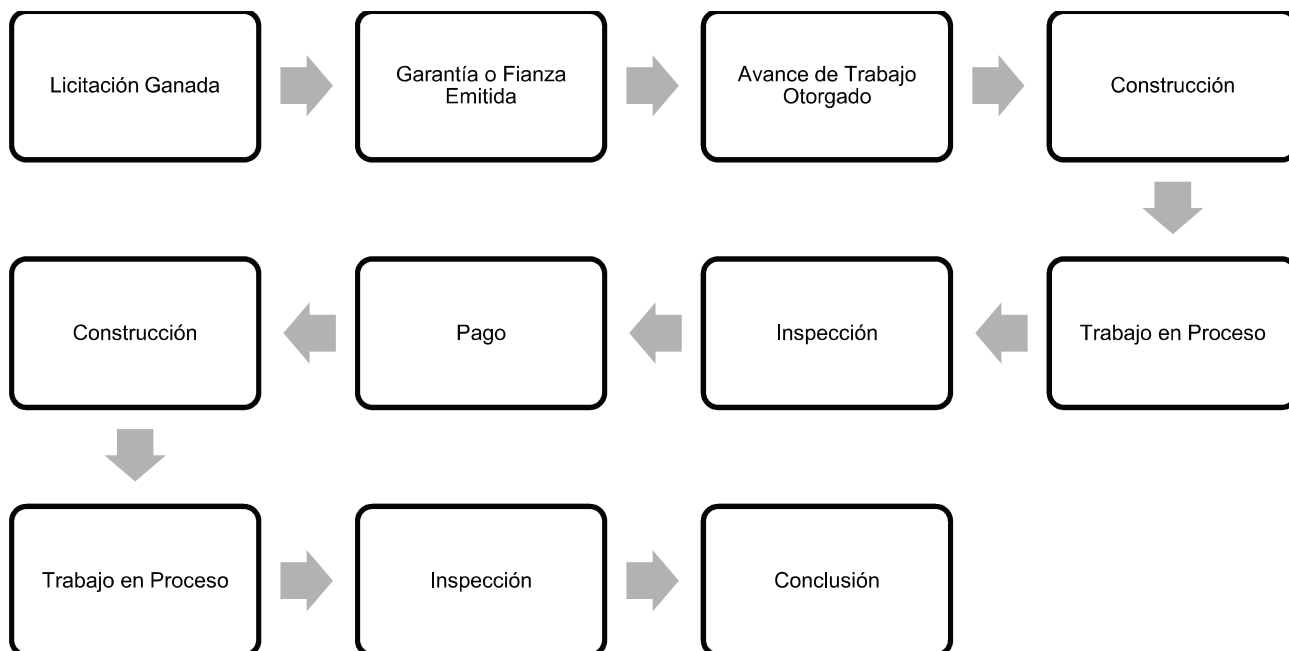 Licitación Ganada
Garantía o Fianza
Emitida
Avance de Trabajo
Otorgado
Construcción
Trabajo en Proceso
Inspección
Pago
Construcción
Trabajo en Proceso
Inspección
Conclusión